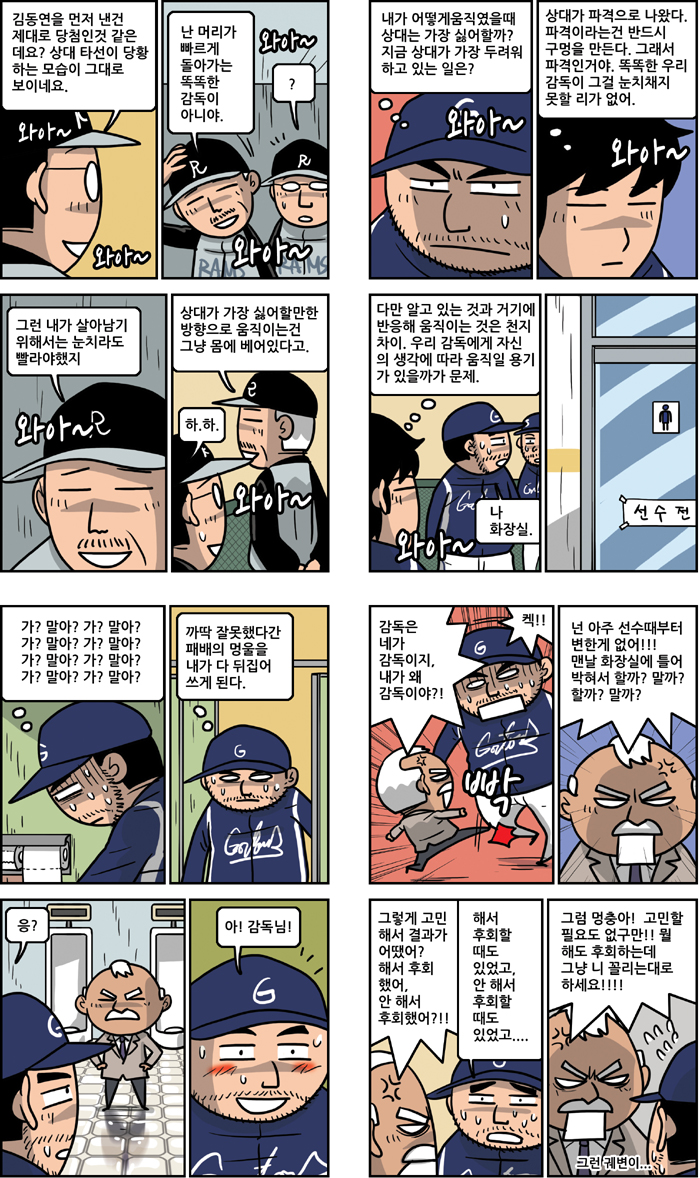 김동연을 먼저 낸건
제대로 당첨인것 같은
데요? 상대 타선이 당황
하는 모습이 그대로
보이네요.
와아~
와아~
난 머리가
빠르게
돌아가는
똑똑한
감독이
아니야.
와아~
?
R
R
와아~
RAMS
RAMS
그런 내가 살아남기
위해서는 눈치라도
빨라야했지
와아~
R
상대가 가장 싫어할만한
방향으로 움직이는건
그냥 몸에 베어있다고.
하.하.
와아~
내가 어떻게움직였을때
상대는 가장 싫어할까?
지금 상대가 가장 두려워
하고 있는 일은?
와아~
상대가 파격으로 나왔다.
파격이라는건 반드시
구멍을 만든다. 그래서
파격인거야. 똑똑한 우리
감독이 그걸 눈치채지
못할 리가 없어.
와아~
다만 알고 있는 것과 거기에
반응해 움직이는 것은 천지
차이. 우리 감독에게 자신
의 생각에 따라 움직일 용기
가 있을까가 문제.
G
나
화장실.
와아~
선수 전
가? 말아? 가? 말아?
가? 말아? 가? 말아?
가? 말아? 가? 말아?
가? 말아? 가? 말아?
G
까딱 잘못했다간
패배의 멍울을
내가 다 뒤집어
쓰게 된다.
G
응?
G
아! 감독님!
G
감독은
네가
감독이지,
내가 왜
감독이야?!
켁!!
G
빠박
넌 아주 선수때부터
변한게 없어!!!!
맨날 화장실에 틀어
박혀서 할까? 말까?
할까? 말까?
그렇게 고민
해서 결과가
어땠어?
해서 후회
했어,
안 해서
후회했어?!!
해서
후회할
때도
있었고,
안 해서
후회할
때도
있었고....
G
그럼 멍충아! 고민할
필요도 없구만!! 뭘
해도 후회하는데
그냥 니 꼴리는대로
하세요!!!!
그런 궤변이...